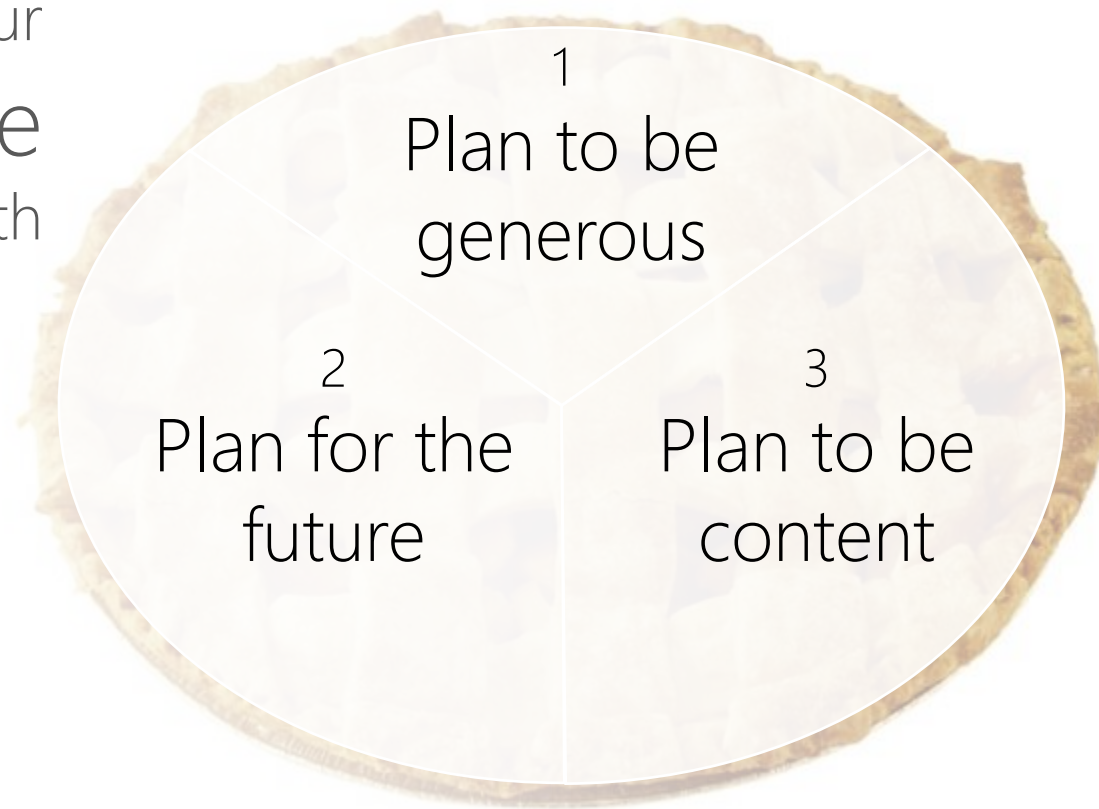 1
Plan to be
generous
2
Plan for the
future
3
Plan to be
content